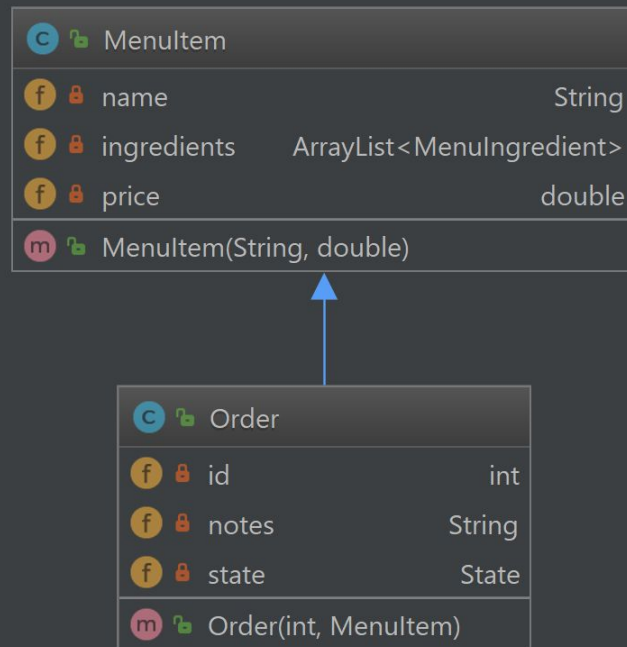 C MenuItem
f name String
f ingredients ArrayList<MenuIngredient>
f price double
m MenuItem(String, double)
C Order
f id int
f notes String
f state State
m Order(int, MenuItem)